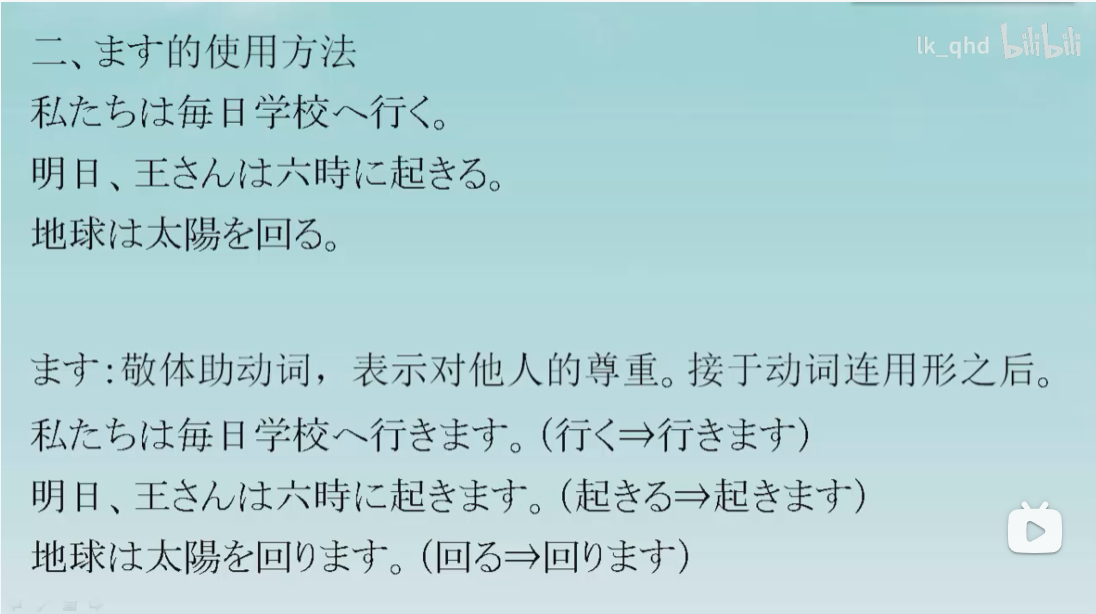 lk_qhd bilibili
二、ます的使用方法
私たちは毎日学校へ行く。
明日、王さんは六時に起きる。
地球は太陽を回る。
ます:敬体助动词，表示对他人的尊重。接于动词连用形之后。
私たちは毎日学校へ行きます。(行く⇒行きます)
明日、王さんは六時に起きます。(起きる⇒起きます)
地球は太陽を回ります。(回る⇒回ります)